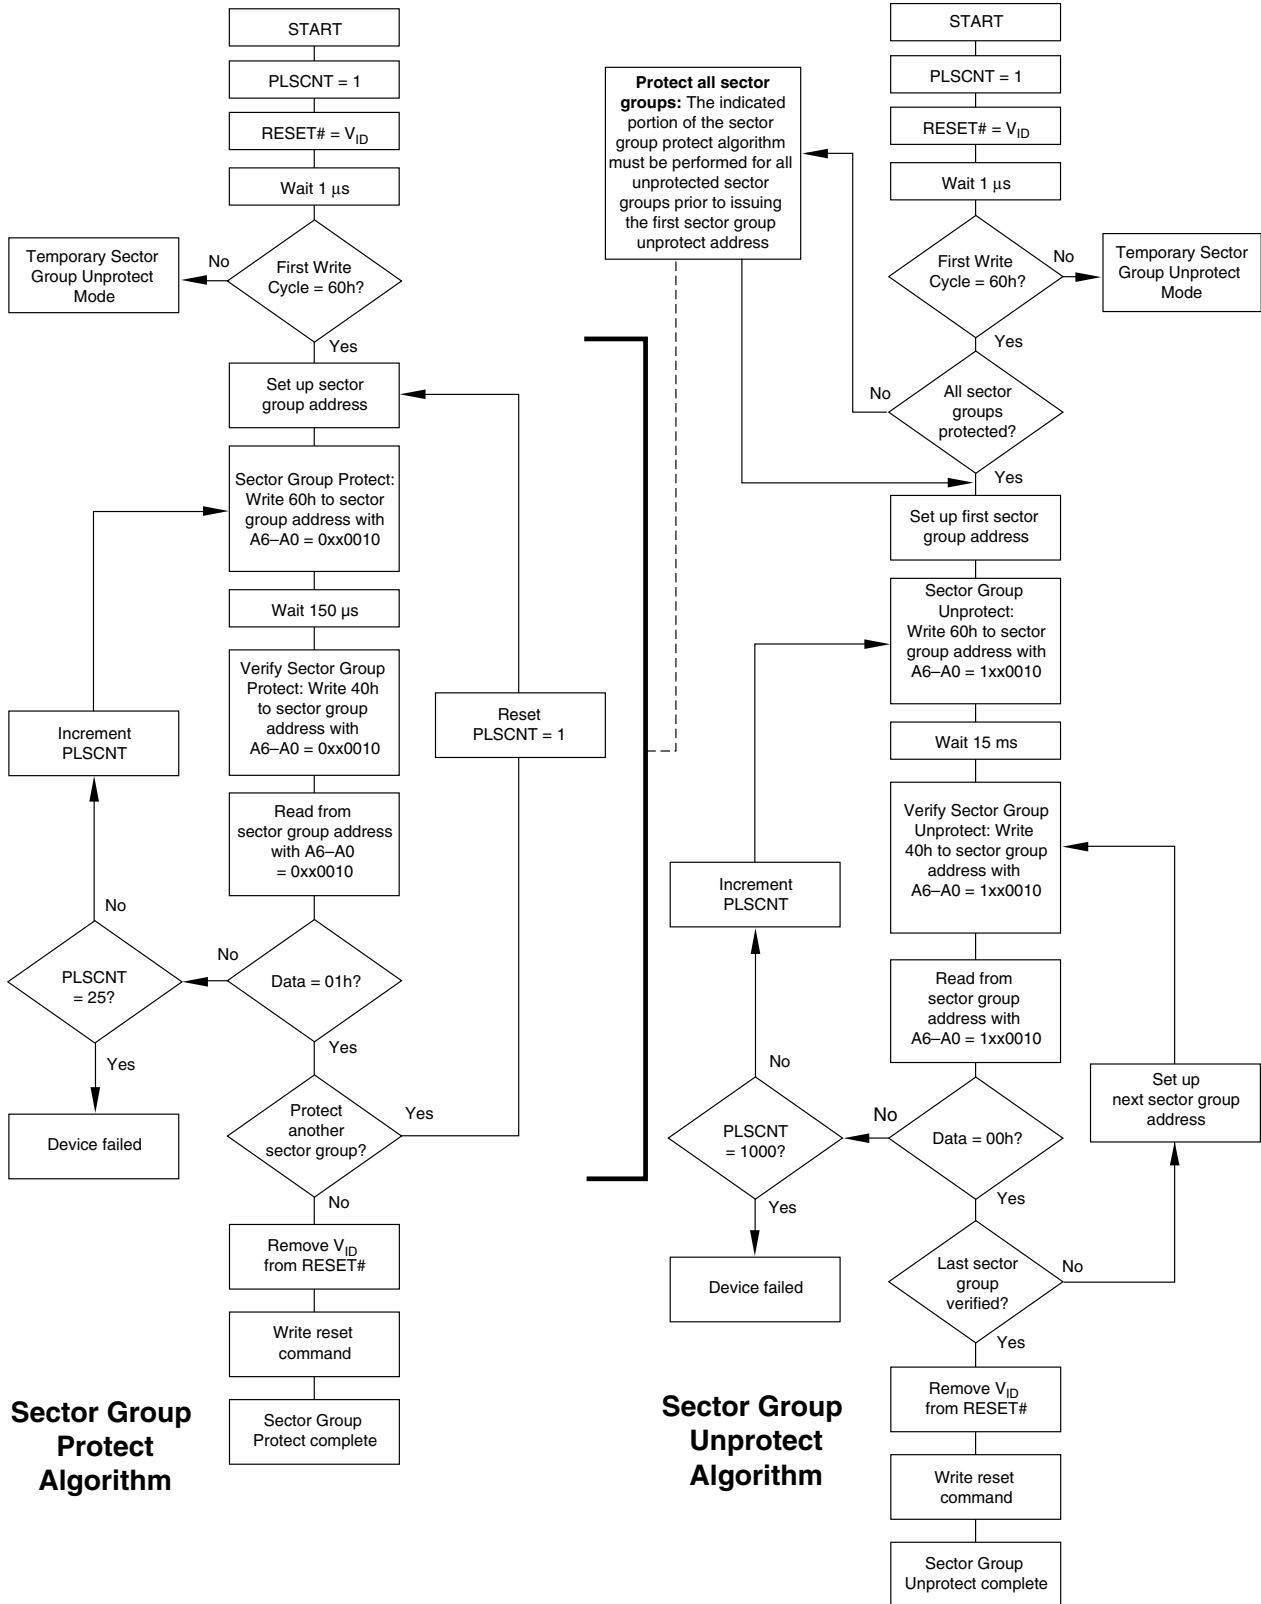 START
PLSCNT = 1
RESET# = VID
Wait 1 μs
First Write
Cycle = 60h?
No
Temporary Sector
Group Unprotect
Mode
Yes
Set up sector
group address
Sector Group Protect:
Write 60h to sector
group address with
A6–A0 = 0xx0010
Wait 150 µs
Verify Sector Group
Protect: Write 40h
to sector group
address with
A6–A0 = 0xx0010
Increment
PLSCNT
Reset
PLSCNT = 1
Read from
sector group address
with A6–A0
= 0xx0010
No
No
PLSCNT
= 25?
Data = 01h?
Yes
Yes
Device failed
Protect
another
sector group?
Yes
No
Remove VID
from RESET#
Write reset
command
Sector Group
Protect complete
Sector Group
Protect
Algorithm
Protect all sector
groups: The indicated
portion of the sector
group protect algorithm
must be performed for all
unprotected sector
groups prior to issuing
the first sector group
unprotect address
START
PLSCNT = 1
RESET# = VID
Wait 1 μs
First Write
Cycle = 60h?
No
Temporary Sector
Group Unprotect
Mode
Yes
No
All sector
groups
protected?
Yes
Set up first sector
group address
Sector Group
Unprotect:
Write 60h to sector
group address with
A6–A0 = 1xx0010
Wait 15 ms
Verify Sector Group
Unprotect: Write
40h to sector group
address with
A6–A0 = 1xx0010
Increment
PLSCNT
Read from
sector group
address with
A6–A0 = 1xx0010
No
Set up
next sector group
address
No
PLSCNT
= 1000?
Data = 00h?
Yes
Yes
Device failed
Last sector
group
verified?
No
Yes
Remove VID
from RESET#
Write reset
command
Sector Group
Unprotect complete
Sector Group
Unprotect
Algorithm